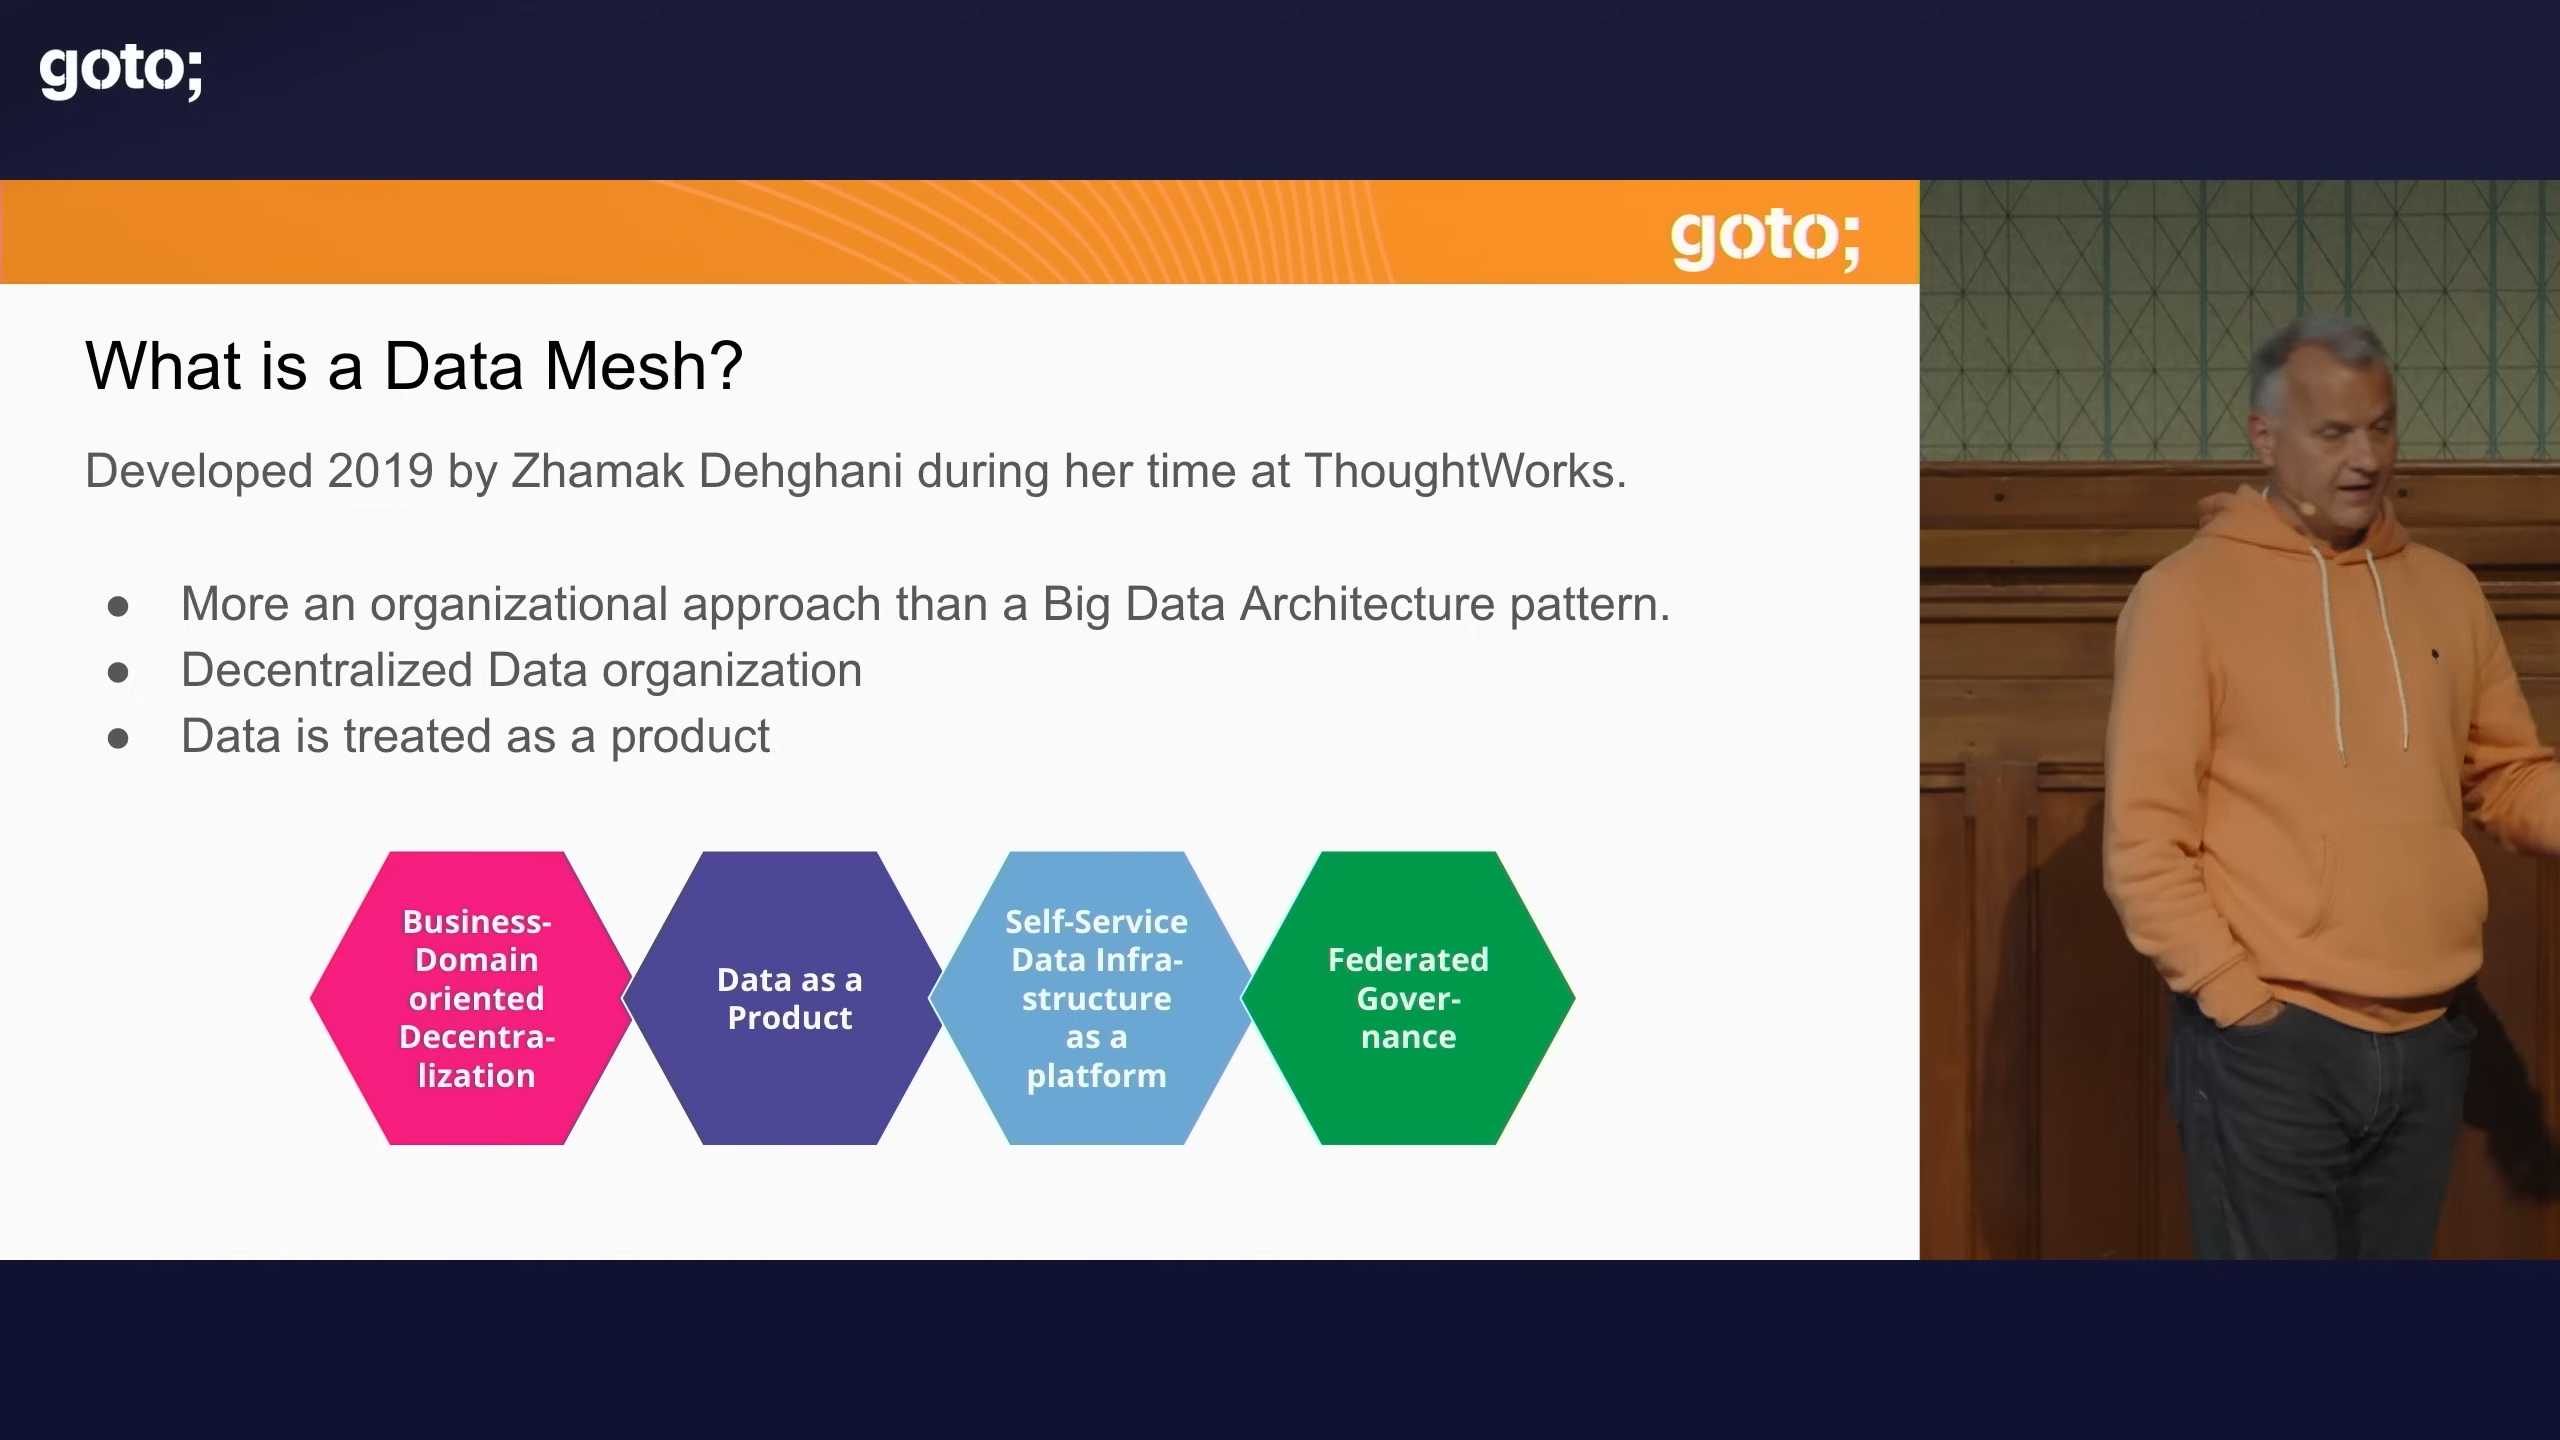 goto;
goto;
What is a Data Mesh?
Developed 2019 by Zhamak Dehghani during her time at ThoughtWorks.
● More an organizational approach than a Big Data Architecture pattern.
● Decentralized Data organization
● Data is treated as a product
Business-
Domain
oriented
Decentra-
lization
Data as a
Product
Self-Service
Data Infra-
structure
as a
platform
Federated
Gover-
nance